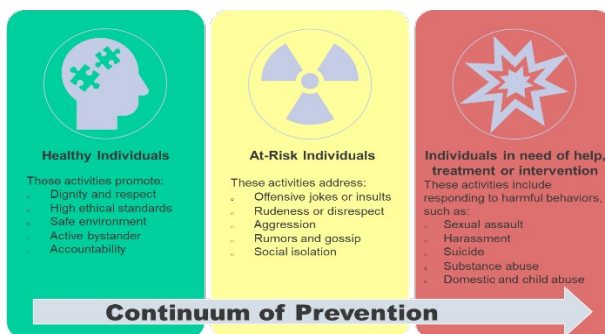 Healthy Individuals
These activities promote:
Dignity and respect
High ethical standards
Safe environment
Active bystander
Accountability
At-Risk Individuals
These activities address:
Offensive jokes or insults
Rudeness or disrespect
Aggression
Rumors and gossip
Social isolation
Individuals in need of help,
treatment or intervention
These activities include
responding to harmful behaviors,
such as:
Sexual assault
Harassment
Suicide
Substance abuse
Domestic and child abuse
Continuum of Prevention